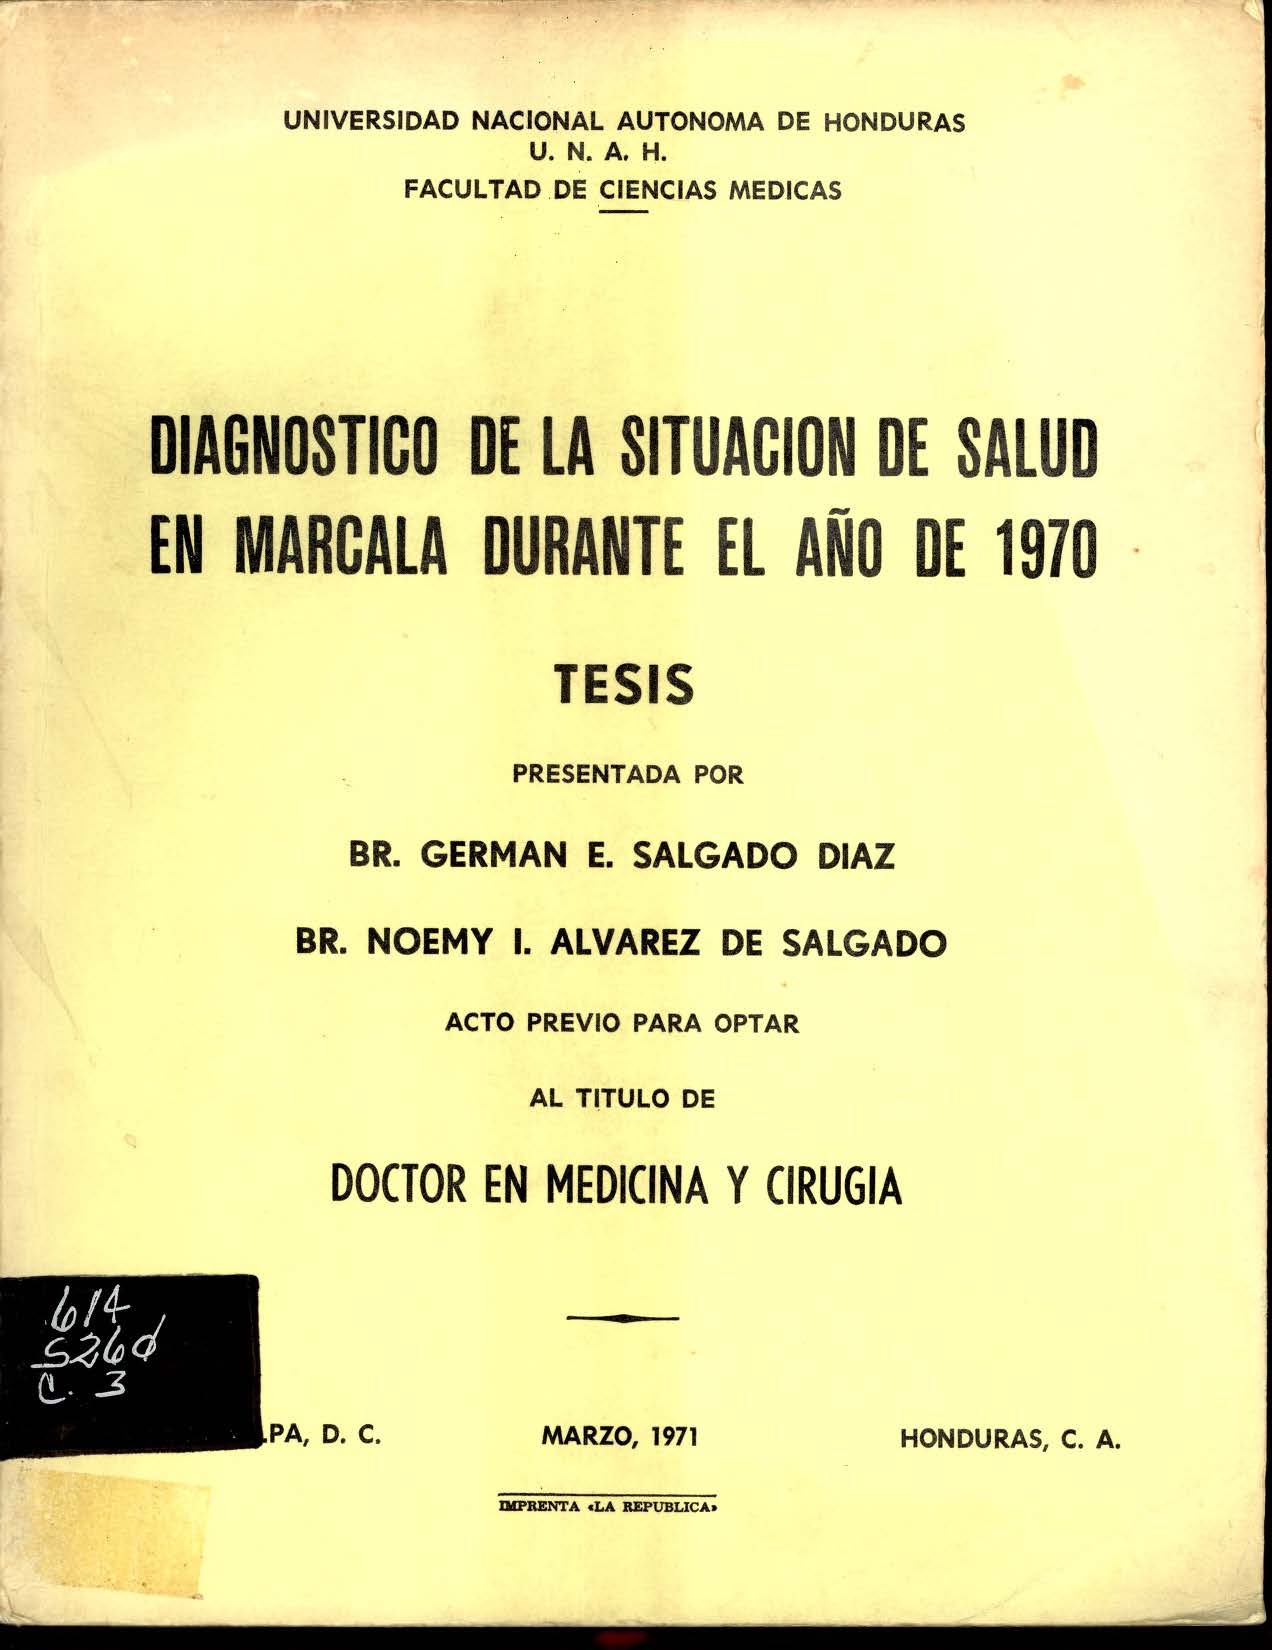 UNIVERSIDAD NACIONAL AUTONOMA DE HONDURAS
U. N. A. H.
FACULTAD DE CIENCIAS MEDICAS
DIAGNOSTICO DE LA SITUACION DE SALUD
EN MARCALA DURANTE EL AÑO DE 1970
TESIS
PRESENTADA POR
BR. GERMAN E. SALGADO DIAZ
BR. NOEMY I. ALVAREZ DE SALGADO
ACTO PREVIO PARA OPTAR
AL TITULO DE
DOCTOR EN MEDICINA Y CIRUGIA
614
C. 3
PA, D. C. MARZO, 1971 HONDURAS, C. A.
IMPRENTA «LA REPUBLICA»